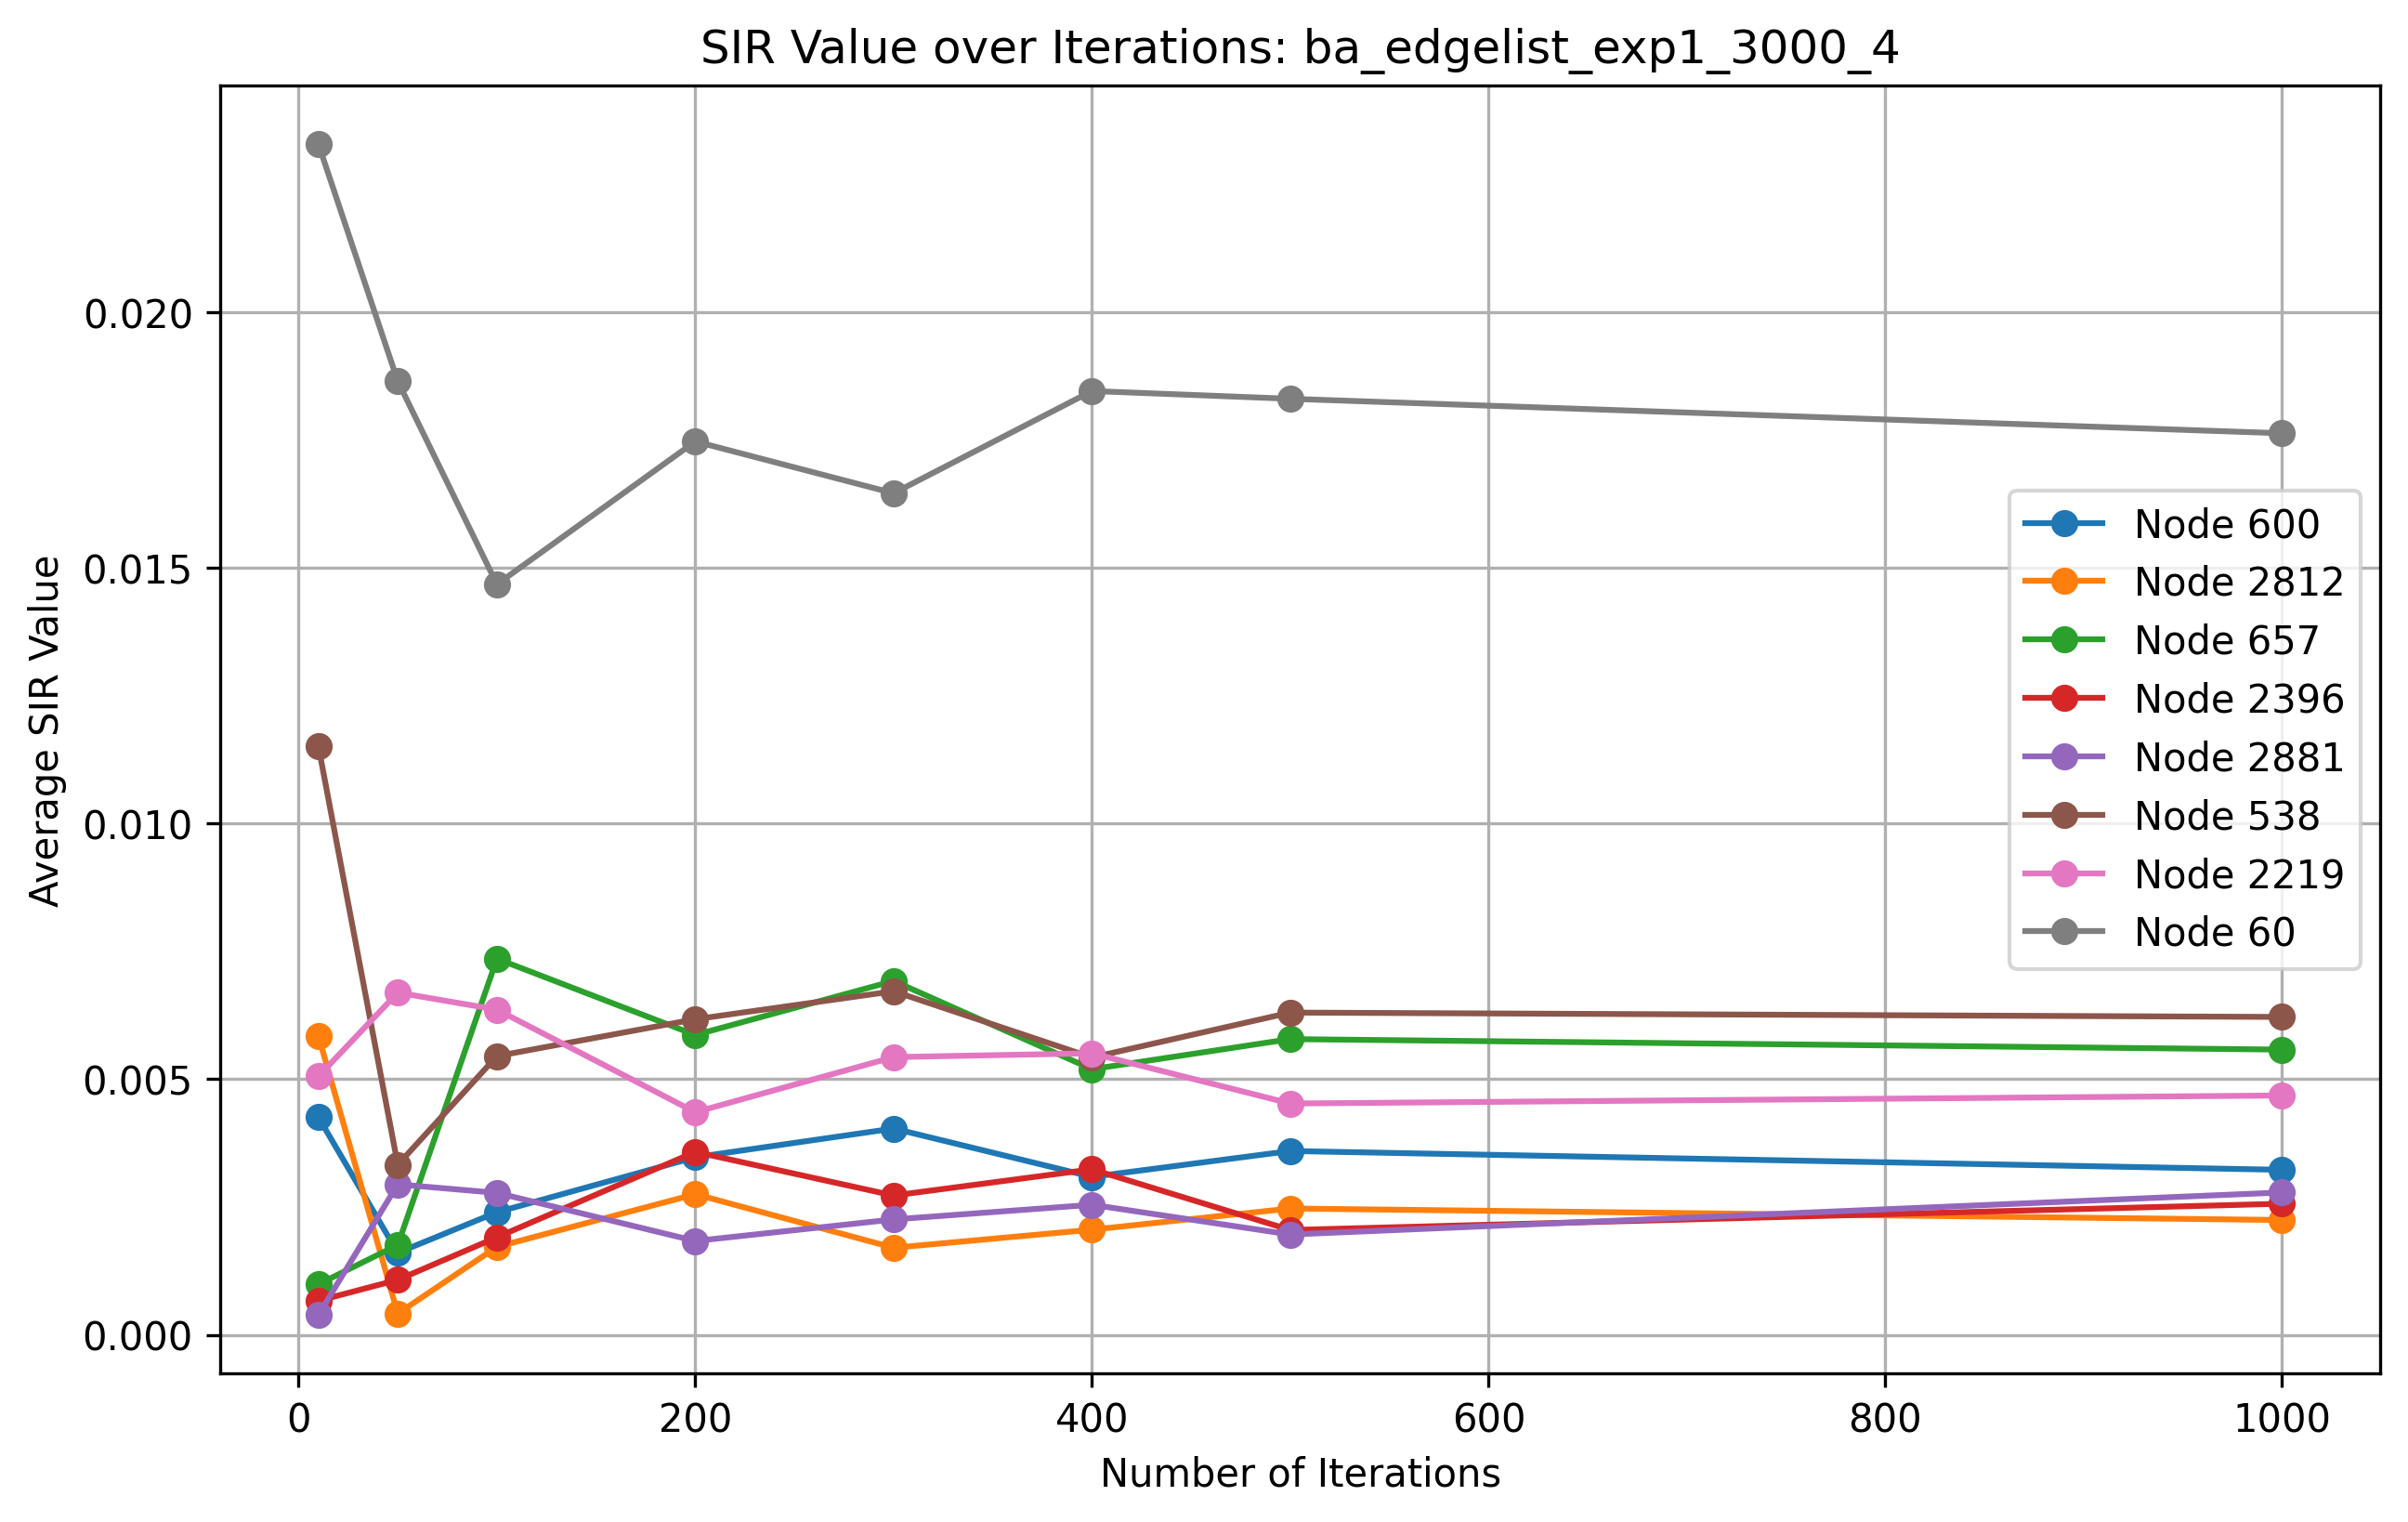 SIR Value over Iterations: ba_edgelist_exp1_3000_4
Average SIR Value
0.020
0.015
0.010
0.005
0.000
Node 600
Node 2812
Node 657
Node 2396
Node 2881
Node 538
Node 2219
Node 60
0 200 400 600 800 1000
Number of Iterations